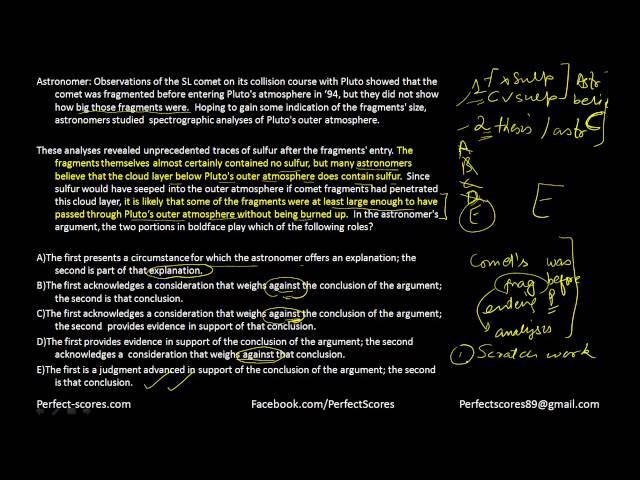 Astronomer: Observations of the SL comet on its collision course with Pluto showed that the
comet was fragmented before entering Pluto's atmosphere in '94, but they did not show
how big those fragments were. Hoping to gain some indication of the fragments' size,
astronomers studied spectrographic analyses of Pluto's outer atmosphere.
These analyses revealed unprecedented traces of sulfur after the fragments' entry. The
fragments themselves almost certainly contained no sulfur, but many astronomers
believe that the cloud layer below Pluto's outer atmosphere does contain sulfur. Since
sulfur would have seeped into the outer atmosphere if comet fragments had penetrated
this cloud layer, it is likely that some of the fragments were at least large enough to have
passed through Pluto's outer atmosphere without being burned up. In the astronomer's
argument, the two portions in boldface play which of the following roles?
A)The first presents a circumstance for which the astronomer offers an explanation; the
second is part of that explanation.
B)The first acknowledges a consideration that weighs against the conclusion of the argument;
the second is that conclusion.
C)The first acknowledges a consideration that weighs against the conclusion of the argument;
the second provides evidence in support of that conclusion.
D)The first provides evidence in support of the conclusion of the argument; the second
acknowledges a consideration that weighs against that conclusion.
E)The first is a judgment advanced in support of the conclusion of the argument; the second
is that conclusion.
1 F x Sulp Astr
C ✓ sulp beli
2 thesis / astr C
A
B
C
D
E E
Comet's was
frag before
entering P
analysis
1 Scratch work
Perfect-scores.com Facebook.com/PerfectScores Perfectscores89@gmail.com